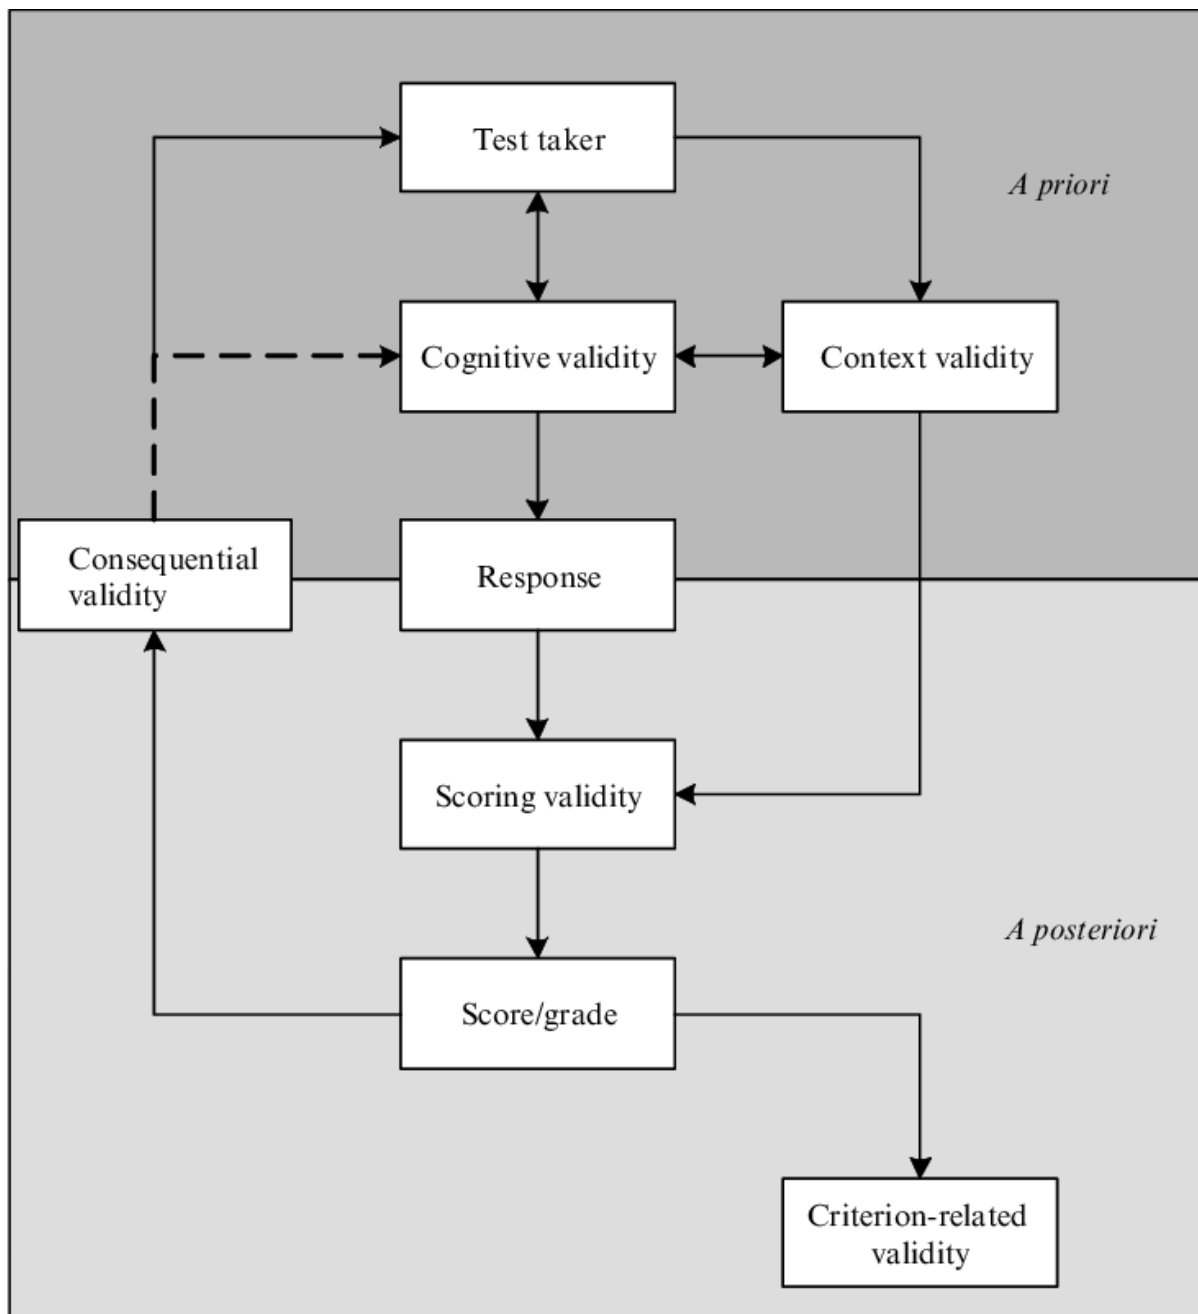 Test taker
A priori
Cognitive validity
Context validity
Consequential
validity
Response
Scoring validity
A posteriori
Score/grade
Criterion-related
validity